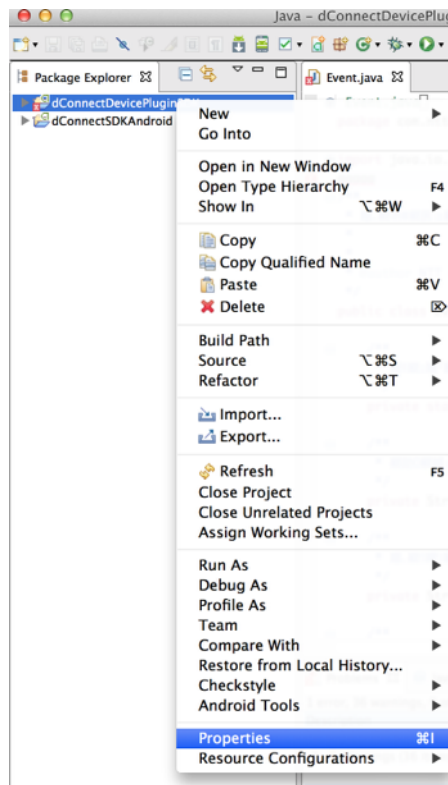 Java – dConnectDevicePlug
Package Explorer
Event.java
dConnectDevicePlugin
dConnectSDKAndroid
New
Go Into
Open in New Window
Open Type Hierarchy F4
Show In ⌥⌘W
Copy ⌘C
Copy Qualified Name
Paste ⌘V
Delete ⌦
Build Path
Source ⌥⌘S
Refactor ⌥⌘T
Import...
Export...
Refresh F5
Close Project
Close Unrelated Projects
Assign Working Sets...
Run As
Debug As
Profile As
Team
Compare With
Restore from Local History...
Checkstyle
Android Tools
Properties ⌘I
Resource Configurations